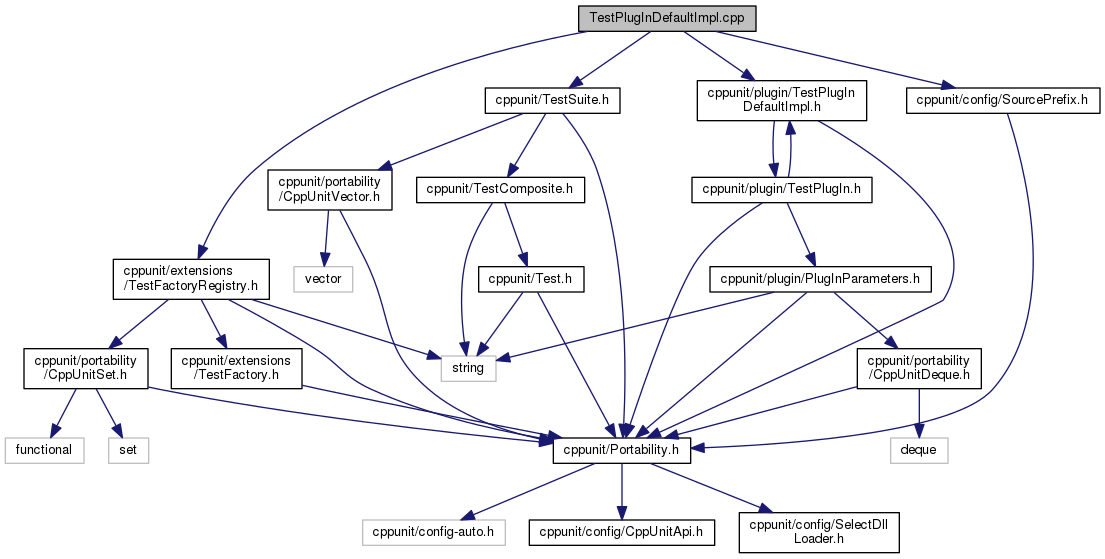 TestPlugInDefaultImpl.cpp
cppunit/TestSuite.h
cppunit/plugin/TestPlugIn
DefaultImpl.h
cppunit/config/SourcePrefix.h
cppunit/portability
/CppUnitVector.h
cppunit/TestComposite.h
cppunit/plugin/TestPlugIn.h
cppunit/extensions
/TestFactoryRegistry.h
vector
cppunit/Test.h
cppunit/plugin/PlugInParameters.h
cppunit/portability
/CppUnitSet.h
cppunit/extensions
/TestFactory.h
string
cppunit/portability
/CppUnitDeque.h
functional
set
cppunit/Portability.h
deque
cppunit/config-auto.h
cppunit/config/CppUnitApi.h
cppunit/config/SelectDll
Loader.h